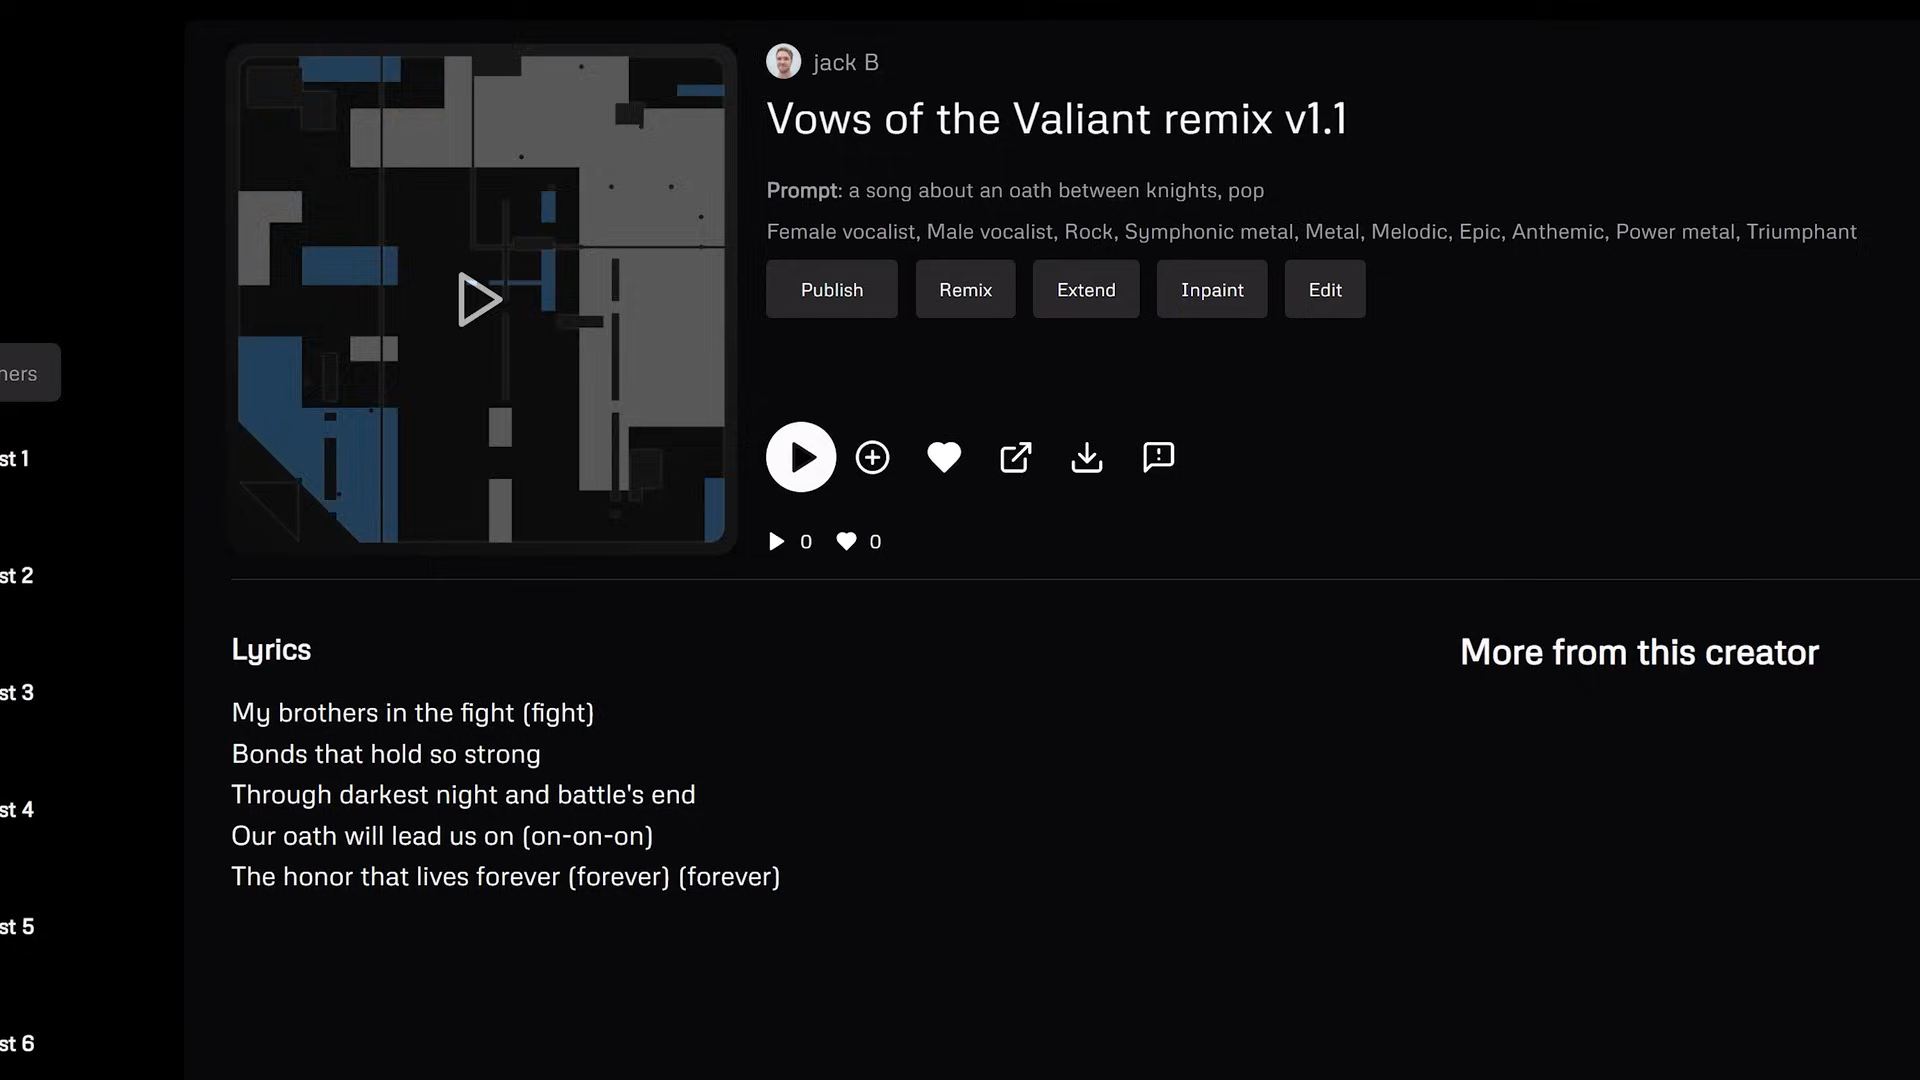 jack B
Vows of the Valiant remix v1.1
Prompt: a song about an oath between knights, pop
Female vocalist, Male vocalist, Rock, Symphonic metal, Metal, Melodic, Epic, Anthemic, Power metal, Triumphant
Publish Remix Extend Inpaint Edit
0 0
hers
st 1
st 2
st 3
st 4
st 5
st 6
Lyrics
My brothers in the fight (fight)
Bonds that hold so strong
Through darkest night and battle's end
Our oath will lead us on (on-on-on)
The honor that lives forever (forever) (forever)
More from this creator